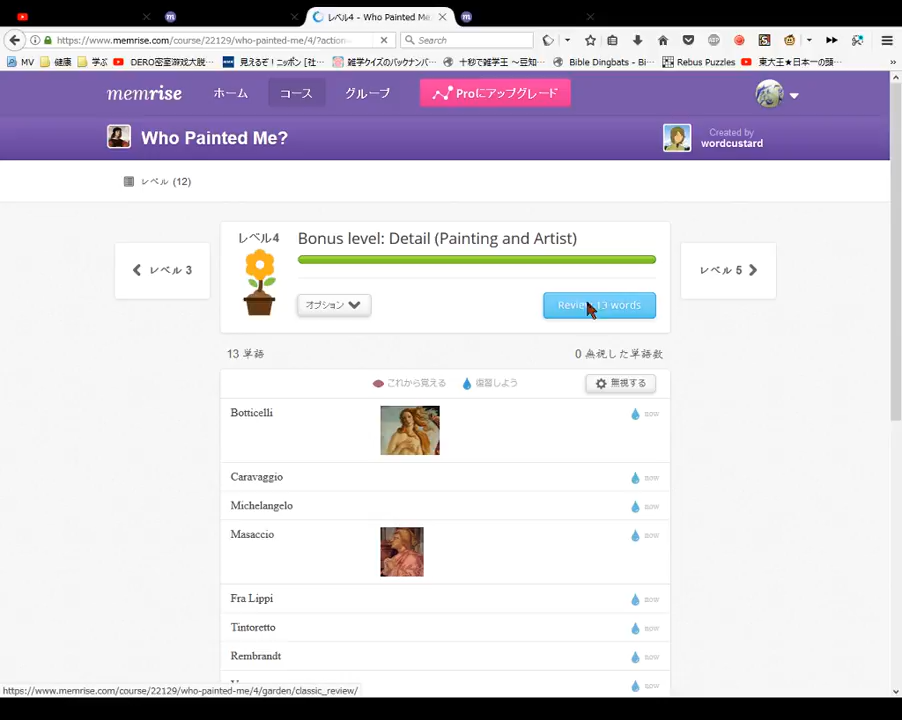 レベル4 - Who Painted Me
https://www.memrise.com/course/22129/who-painted-me/4/?action
Search
MV
健康
学ぶ
DERO密室游戏大脱…
見えるぞ!ニッポン [社…
雑学クイズのバックナンバ…
十秒で雑学王 ～豆知…
Bible Dingbats - Bi…
Rebus Puzzles
東大王★日本一の頭…
memrise
ホーム
コース
グループ
Proにアップグレード
Who Painted Me?
Created by
wordcustard
レベル (12)
レベル 3
レベル4
Bonus level: Detail (Painting and Artist)
レベル 5
オプション
Review 13 words
13 単語
0 無視した単語数
これから覚える
復習しよう
無視する
Botticelli
now
Caravaggio
now
Michelangelo
now
Masaccio
now
Fra Lippi
now
Tintoretto
now
Rembrandt
now
now
https://www.memrise.com/course/22129/who-painted-me/4/garden/classic_review/